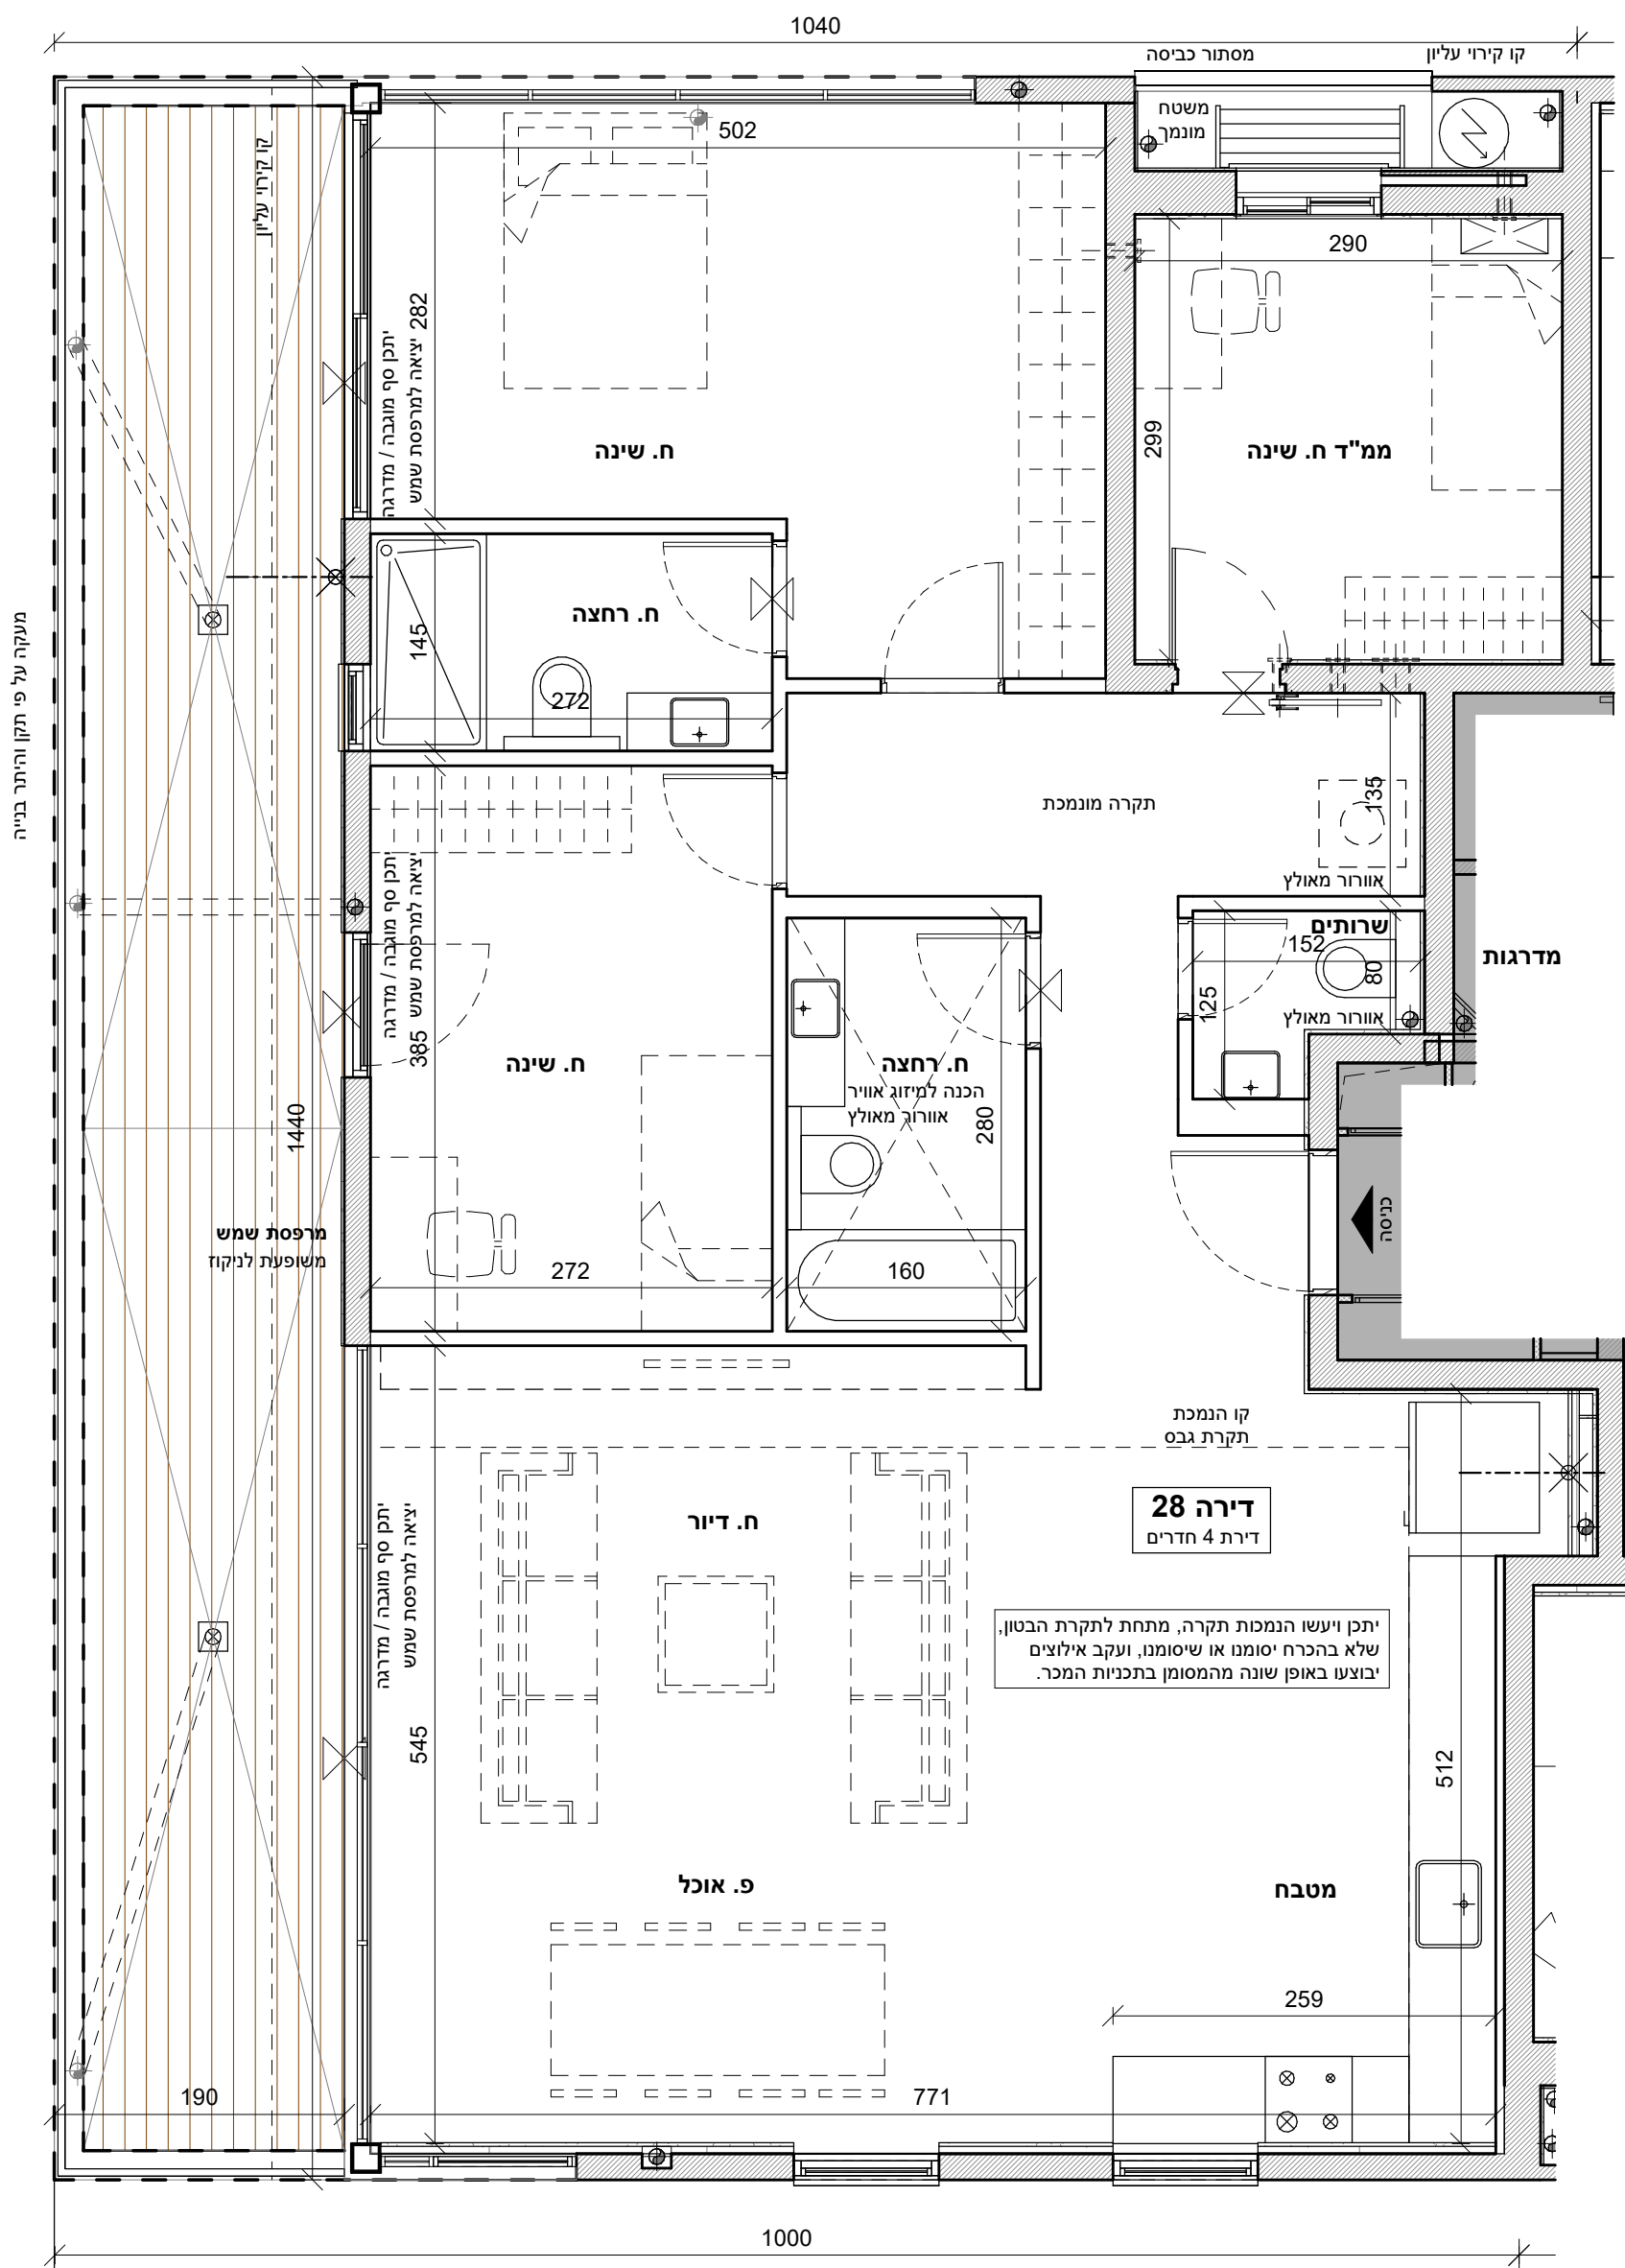 1040
מסתור כביסה
קו קירוי עליון
משטח
מונמך
קו קירוי עליון
502
290
יתכן סף מוגבה / מדרגה
יציאה למרפסת שמש
282
299
ח. שינה
ממ"ד ח. שינה
ח. רחצה
145
272
מעקה על פי תקן והיתר בנייה
תקרה מונמכת
135
אוורור מאולץ
שרותים
152
80
125
אוורור מאולץ
מדרגות
יתכן סף מוגבה / מדרגה
יציאה למרפסת שמש
385
ח. שינה
ח. רחצה
הכנה למיזוג אוויר
אוורור מאולץ
280
1440
כניסה
מרפסת שמש
משופעת לניקוז
272
160
קו הנמכת
תקרת גבס
דירה 28
דירת 4 חדרים
ח. דיור
יתכן סף מוגבה / מדרגה
יציאה למרפסת שמש
יתכן ויעשו הנמכות תקרה, מתחת לתקרת הבטון,
שלא בהכרח יסומנו או שיסומנו, ועקב אילוצים
יבוצעו באופן שונה מהמסומן בתכניות המכר.
545
512
פ. אוכל
מטבח
259
190
771
1000